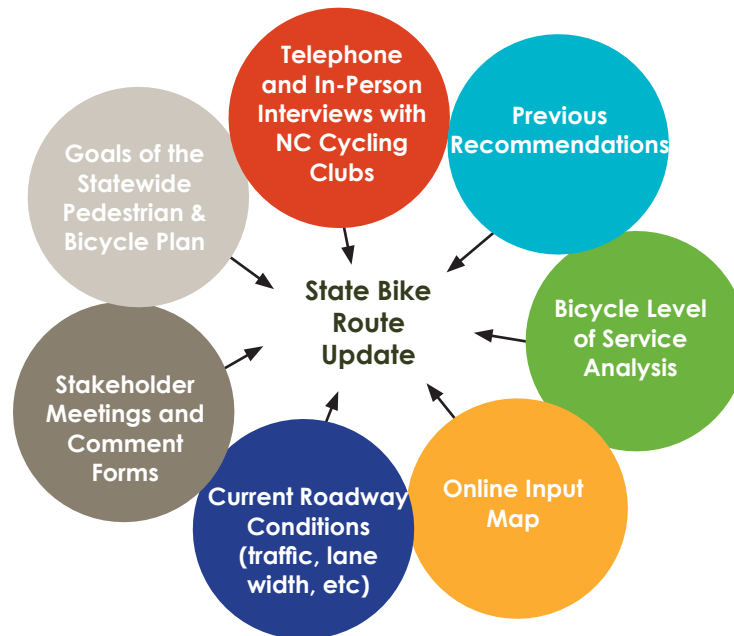 Telephone
and In-Person
Interviews with
NC Cycling
Clubs
Previous
Recommendations
Goals of the
Statewide
Pedestrian &
Bicycle Plan
State Bike
Route
Update
Bicycle Level
of Service
Analysis
Stakeholder
Meetings and
Comment
Forms
Current Roadway
Conditions
(traffic, lane
width, etc)
Online Input
Map